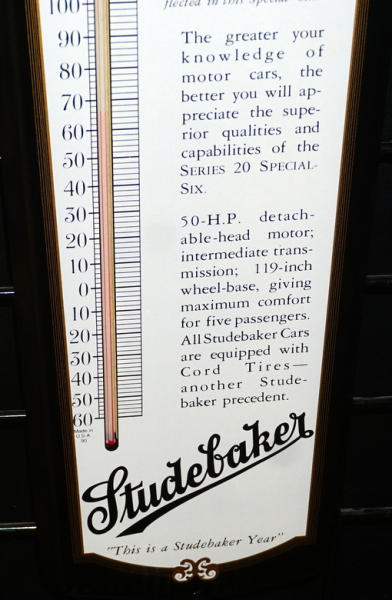 flected in this Special
100
90
80
70
60
50
40
30
20
10
0
10
20
30
40
50
60
Made in
U.S.A.
The greater your
knowledge of
motor cars, the
better you will ap-
preciate the supe-
rior qualities and
capabilities of the
SERIES 20 SPECIAL-
SIX.
50-H.P. detach-
able-head motor;
intermediate trans-
mission; 119-inch
wheel-base, giving
maximum comfort
for five passengers.
All Studebaker Cars
are equipped with
Cord Tires—
another Stude-
baker precedent.
Studebaker
"This is a Studebaker Year"